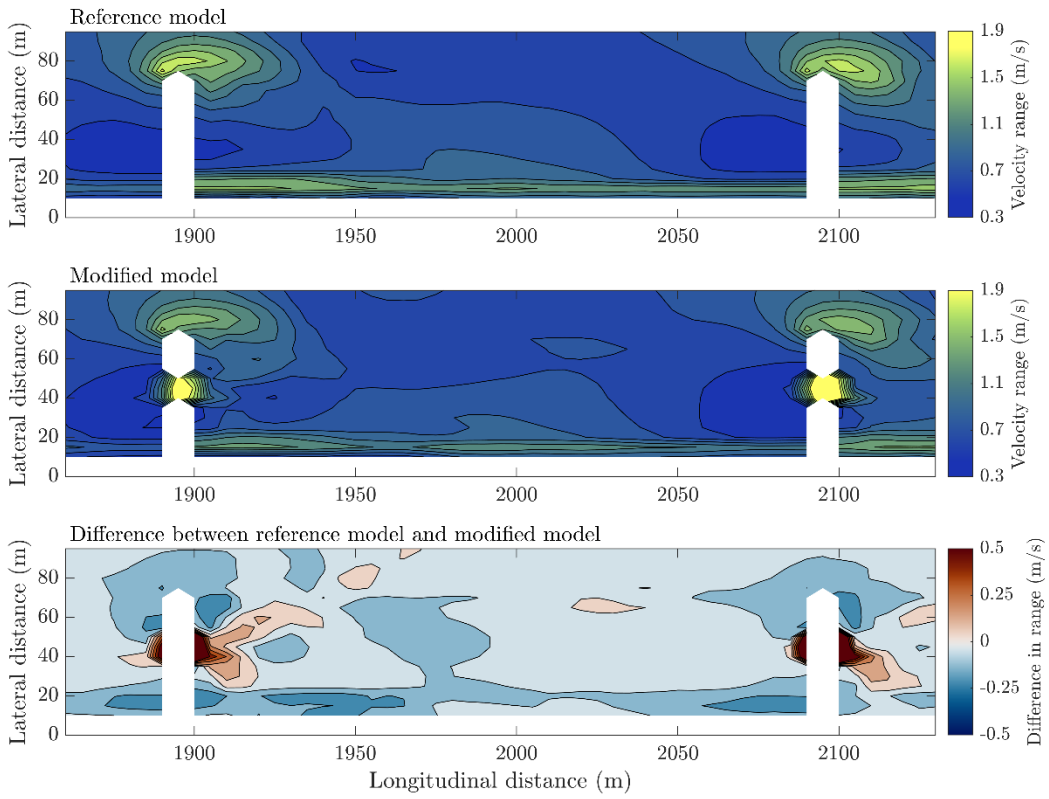 Reference model
Lateral distance (m)
80
60
40
20
0
1900 1950 2000 2050 2100
1.9
1.5
1.1
0.7
0.3
Velocity range (m/s)
Modified model
Lateral distance (m)
80
60
40
20
0
1900 1950 2000 2050 2100
1.9
1.5
1.1
0.7
0.3
Velocity range (m/s)
Difference between reference model and modified model
Lateral distance (m)
80
60
40
20
0
1900 1950 2000 2050 2100
Longitudinal distance (m)
0.5
0.25
0
-0.25
-0.5
Difference in range (m/s)